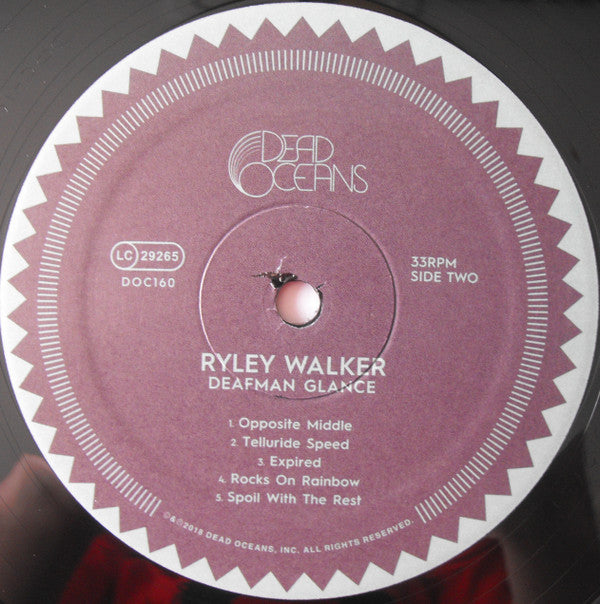 DEAD
OCEANS
LC 29265
DOC160
33RPM
SIDE TWO
RYLEY WALKER
DEAFMAN GLANCE
1. Opposite Middle
2. Telluride Speed
3. Expired
4. Rocks On Rainbow
5. Spoil With The Rest
©&℗2018 DEAD OCEANS, INC. ALL RIGHTS RESERVED.